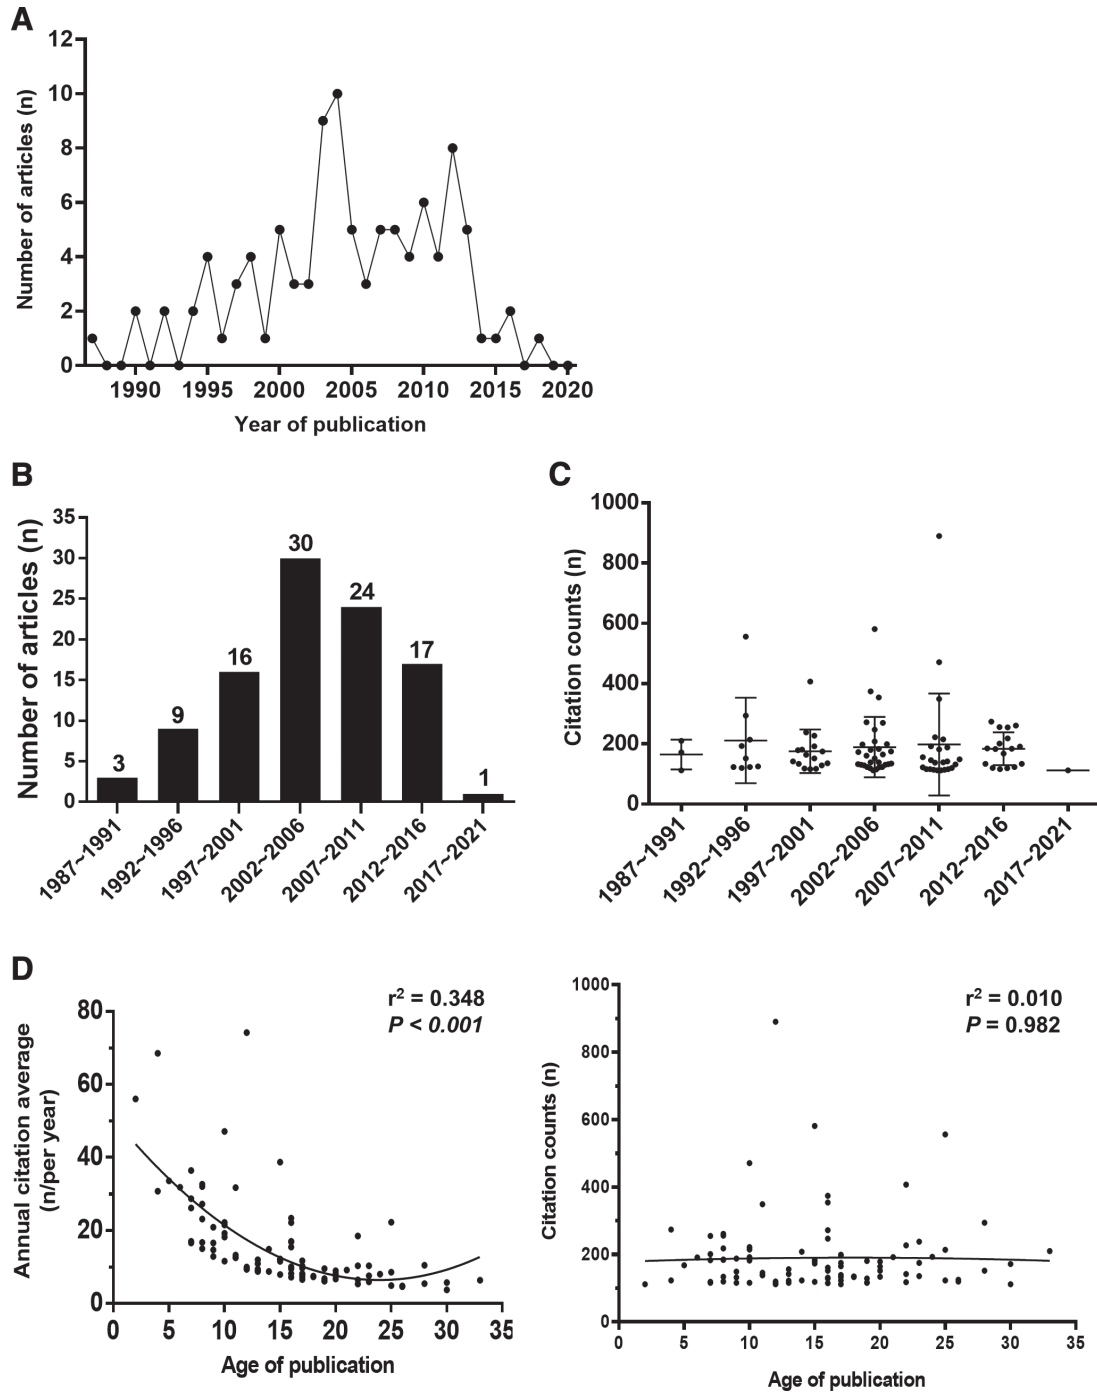 A
Number of articles (n)
12
10
8
6
4
2
0
1990 1995 2000 2005 2010 2015 2020
Year of publication
B
Number of articles (n)
35
30
25
20
15
10
5
0
3 9 16 30 24 17 1
1987~1991 1992~1996 1997~2001 2002~2006 2007~2011 2012~2016 2017~2021
C
Citation counts (n)
1000
800
600
400
200
0
1987~1991 1992~1996 1997~2001 2002~2006 2007~2011 2012~2016 2017~2021
D
Annual citation average
(n/per year)
80
60
40
20
0
r² = 0.348
P < 0.001
0 5 10 15 20 25 30 35
Age of publication
Citation counts (n)
1000
800
600
400
200
0
r² = 0.010
P = 0.982
0 5 10 15 20 25 30 35
Age of publication